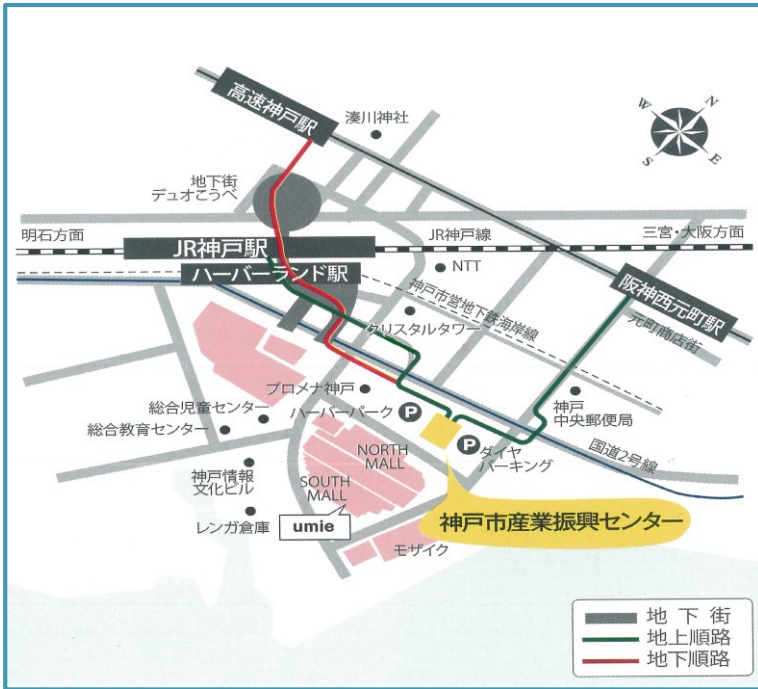 高速神戸駅
湊川神社
N
W
S
E
地下街
デュオこうべ
明石方面
JR神戸駅
JR神戸線
三宮・大阪方面
ハーバーランド駅
NTT
神戸市営地下鉄海岸線
阪神西元町駅
元町商店街
クリスタルタワー
プロメナ神戸
ハーバーパーク
P
総合児童センター
総合教育センター
神戸
中央郵便局
P
ダイヤ
パーキング
国道2号線
NORTH
MALL
神戸情報
文化ビル
SOUTH
MALL
レンガ倉庫
umie
神戸市産業振興センター
モザイク
地下街
地上順路
地下順路